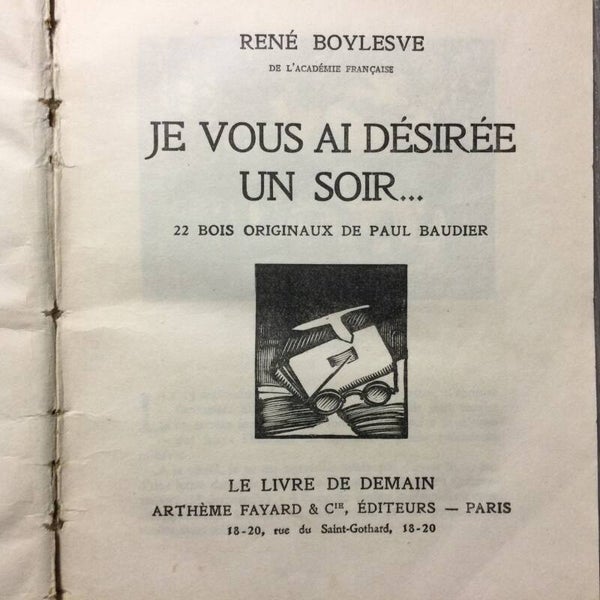 RENÉ BOYLESVE
DE L'ACADÉMIE FRANÇAISE
JE VOUS AI DÉSIRÉE
UN SOIR...
22 BOIS ORIGINAUX DE PAUL BAUDIER
LE LIVRE DE DEMAIN
ARTHÈME FAYARD & CIE, ÉDITEURS — PARIS
18-20, rue du Saint-Gothard, 18-20